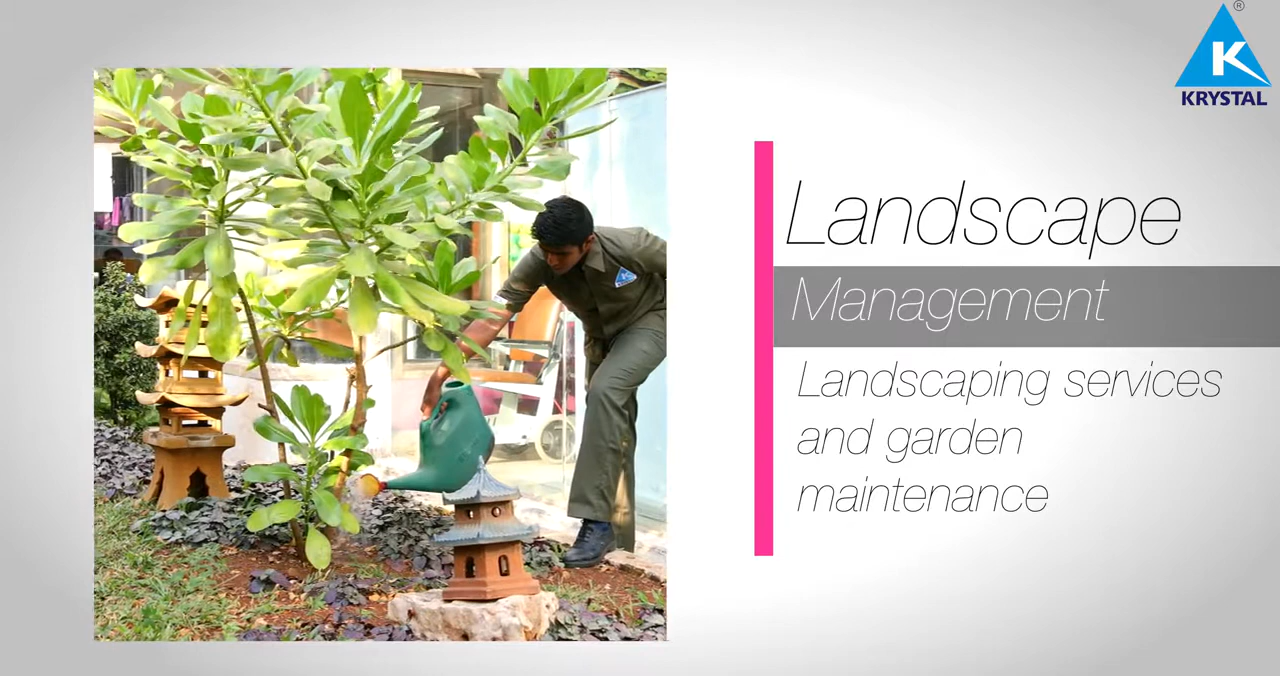 ®
K
KRYSTAL
Landscape
Management
Landscaping services
and garden
maintenance
K